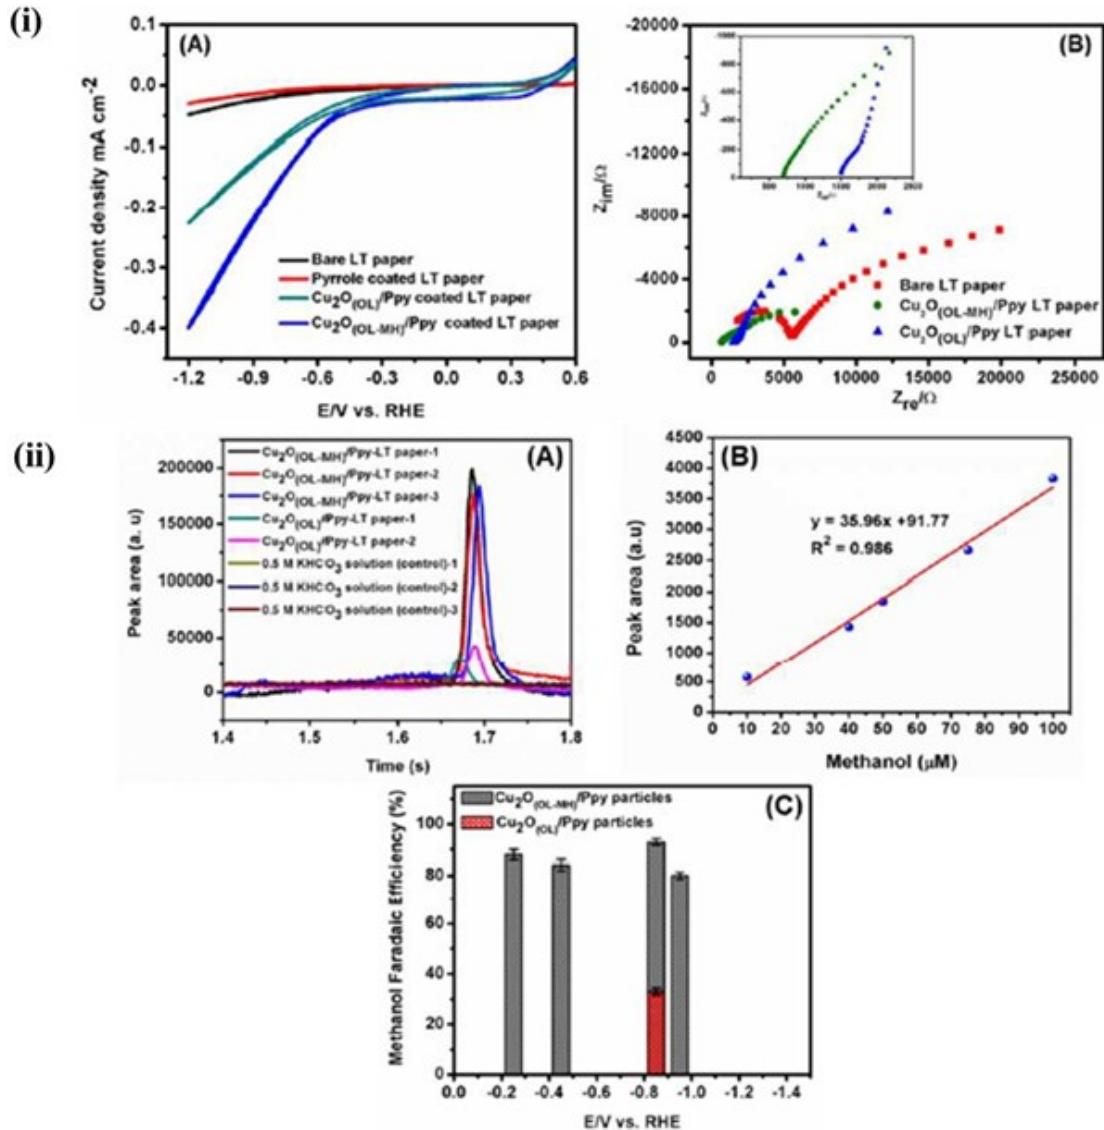 (i)
(A)
0.1
0.0
-0.1
-0.2
-0.3
-0.4
Current density mA cm-2
Bare LT paper
Pyrrole coated LT paper
Cu2O(OL)/Ppy coated LT paper
Cu2O(OL-MH)/Ppy coated LT paper
-1.2 -0.9 -0.6 -0.3 0.0 0.3 0.6
E/V vs. RHE
(B)
-20000
-16000
-12000
-8000
-4000
0
Zim/Ω
-1000
-800
-600
-400
-200
0
500 1000 1500 2000 2500
Bare LT paper
Cu2O(OL-MH)/Ppy LT paper
Cu2O(OL)/Ppy LT paper
0 5000 10000 15000 20000 25000
Zre/Ω
(ii)
(A)
200000
150000
100000
50000
0
Peak area (a. u)
Cu2O(OL-MH)/Ppy-LT paper-1
Cu2O(OL-MH)/Ppy-LT paper-2
Cu2O(OL-MH)/Ppy-LT paper-3
Cu2O(OL)/Ppy-LT paper-1
Cu2O(OL)/Ppy-LT paper-2
0.5 M KHCO3 solution (control)-1
0.5 M KHCO3 solution (control)-2
0.5 M KHCO3 solution (control)-3
1.4 1.5 1.6 1.7 1.8
Time (s)
(B)
4500
4000
3500
3000
2500
2000
1500
1000
500
0
Peak area (a.u)
y = 35.96x +91.77
R2 = 0.986
0 10 20 30 40 50 60 70 80 90 100
Methanol (μM)
(C)
Cu2O(OL-MH)/Ppy particles
Cu2O(OL)/Ppy particles
100
80
60
40
20
0
Methanol Faradaic Efficiency (%)
0.0 -0.2 -0.4 -0.6 -0.8 -1.0 -1.2 -1.4
E/V vs. RHE